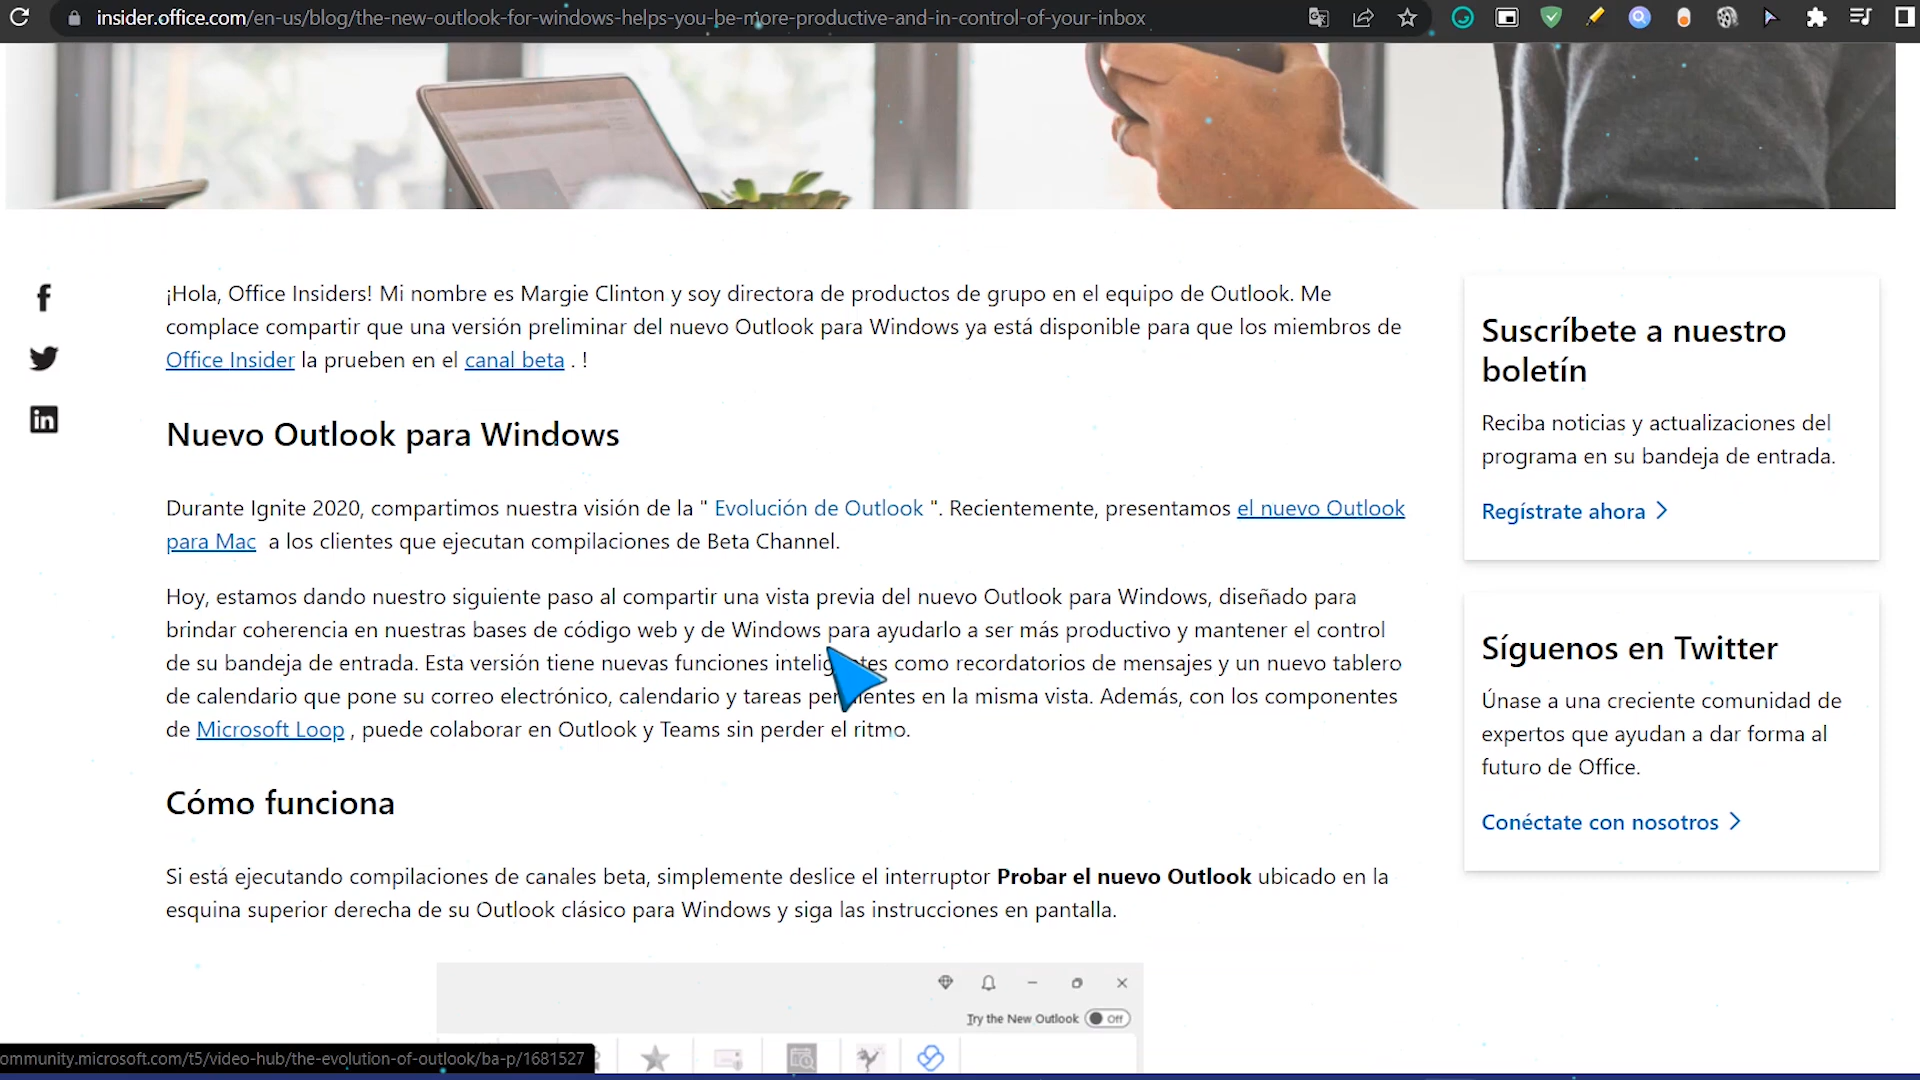 insider.office.com/en-us/blog/the-new-outlook-for-windows-helps-you-be-more-productive-and-in-control-of-your-inbox
¡Hola, Office Insiders! Mi nombre es Margie Clinton y soy directora de productos de grupo en el equipo de Outlook. Me
complace compartir que una versión preliminar del nuevo Outlook para Windows ya está disponible para que los miembros de
Office Insider la prueben en el canal beta . !
Nuevo Outlook para Windows
Durante Ignite 2020, compartimos nuestra visión de la " Evolución de Outlook ". Recientemente, presentamos el nuevo Outlook
para Mac a los clientes que ejecutan compilaciones de Beta Channel.
Hoy, estamos dando nuestro siguiente paso al compartir una vista previa del nuevo Outlook para Windows, diseñado para
brindar coherencia en nuestras bases de código web y de Windows para ayudarlo a ser más productivo y mantener el control
de su bandeja de entrada. Esta versión tiene nuevas funciones inteligentes como recordatorios de mensajes y un nuevo tablero
de calendario que pone su correo electrónico, calendario y tareas pendientes en la misma vista. Además, con los componentes
de Microsoft Loop , puede colaborar en Outlook y Teams sin perder el ritmo.
Cómo funciona
Si está ejecutando compilaciones de canales beta, simplemente deslice el interruptor Probar el nuevo Outlook ubicado en la
esquina superior derecha de su Outlook clásico para Windows y siga las instrucciones en pantalla.
Try the New Outlook Off
Suscríbete a nuestro
boletín
Reciba noticias y actualizaciones del
programa en su bandeja de entrada.
Regístrate ahora
Síguenos en Twitter
Únase a una creciente comunidad de
expertos que ayudan a dar forma al
futuro de Office.
Conéctate con nosotros
ommunity.microsoft.com/t5/video-hub/the-evolution-of-outlook/ba-p/1681527